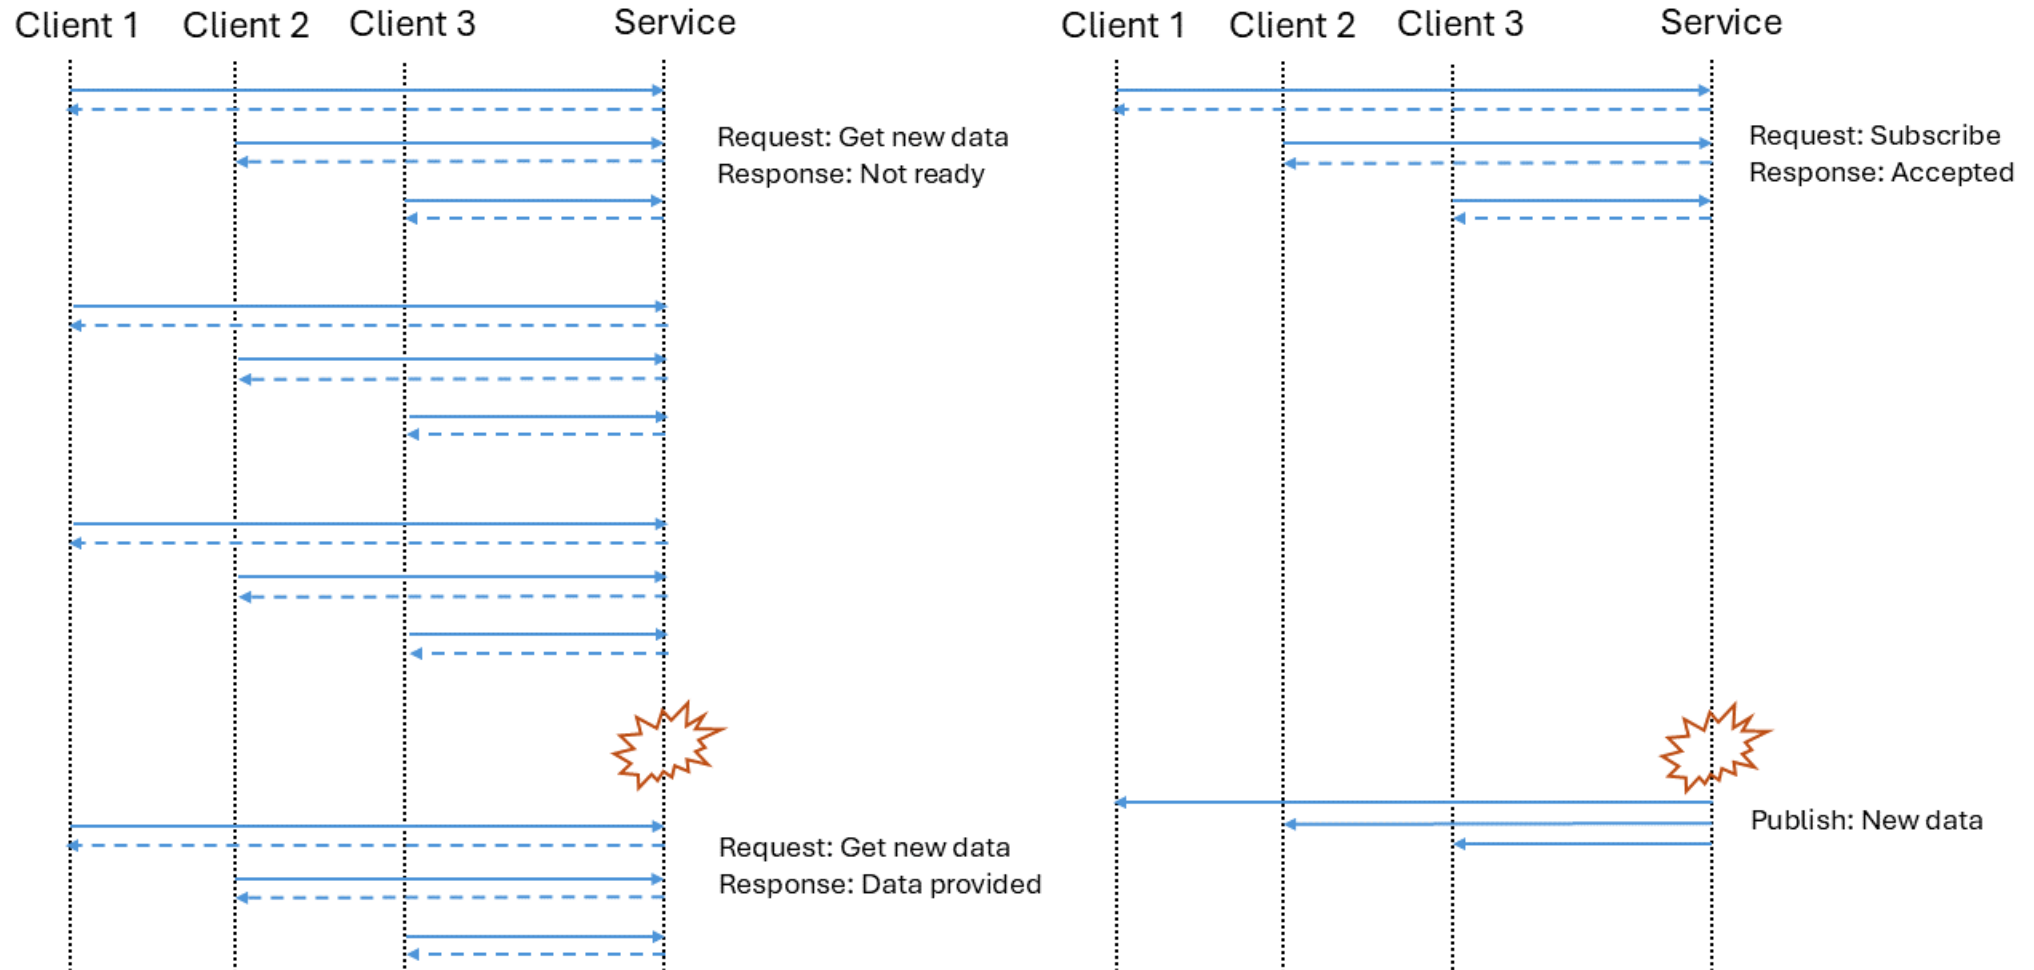 Client 1 Client 2 Client 3 Service
Request: Get new data
Response: Not ready
Request: Get new data
Response: Data provided
Client 1 Client 2 Client 3 Service
Request: Subscribe
Response: Accepted
Publish: New data